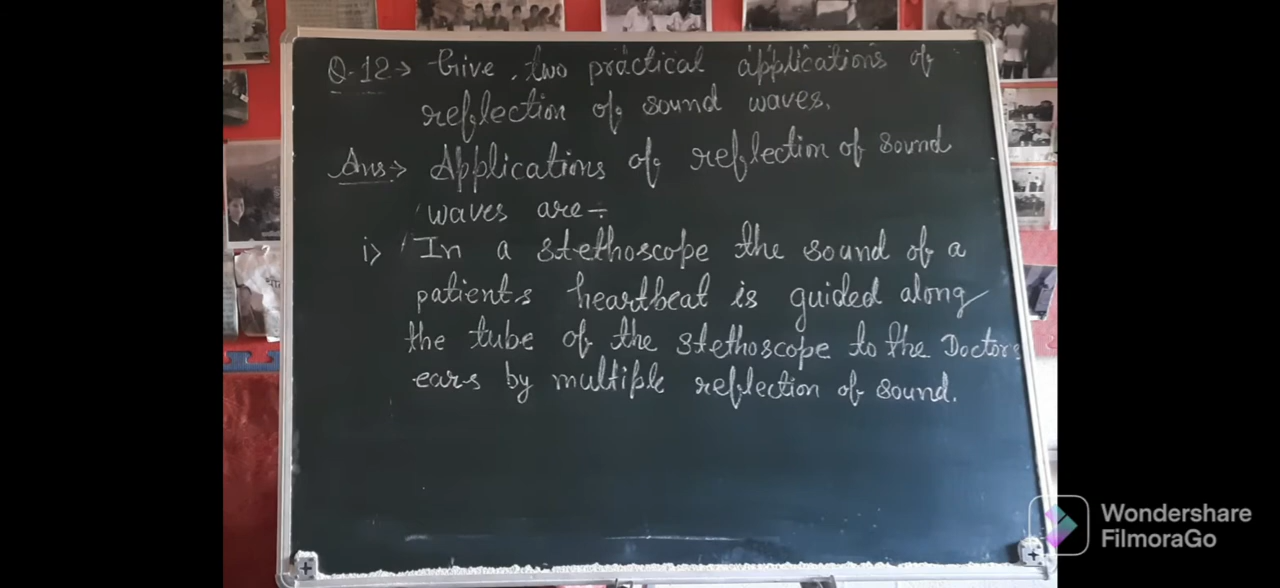 Q-12→ Give two practical applications of
reflection of sound waves.
Ans:→ Applications of reflection of sound
waves are ÷
i> In a stethoscope the sound of a
patients heartbeat is guided along
the tube of the stethoscope to the Doctors
ears by multiple reflection of sound.
Wondershare
FilmoraGo